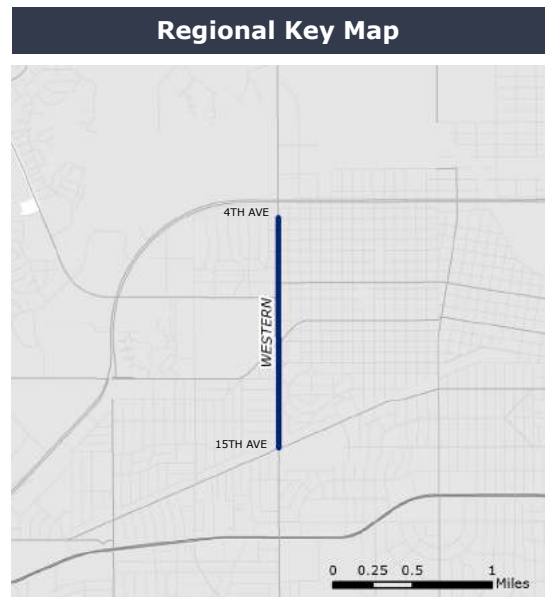 Regional Key Map
4TH AVE
WESTERN
15TH AVE
0 0.25 0.5 1
Miles